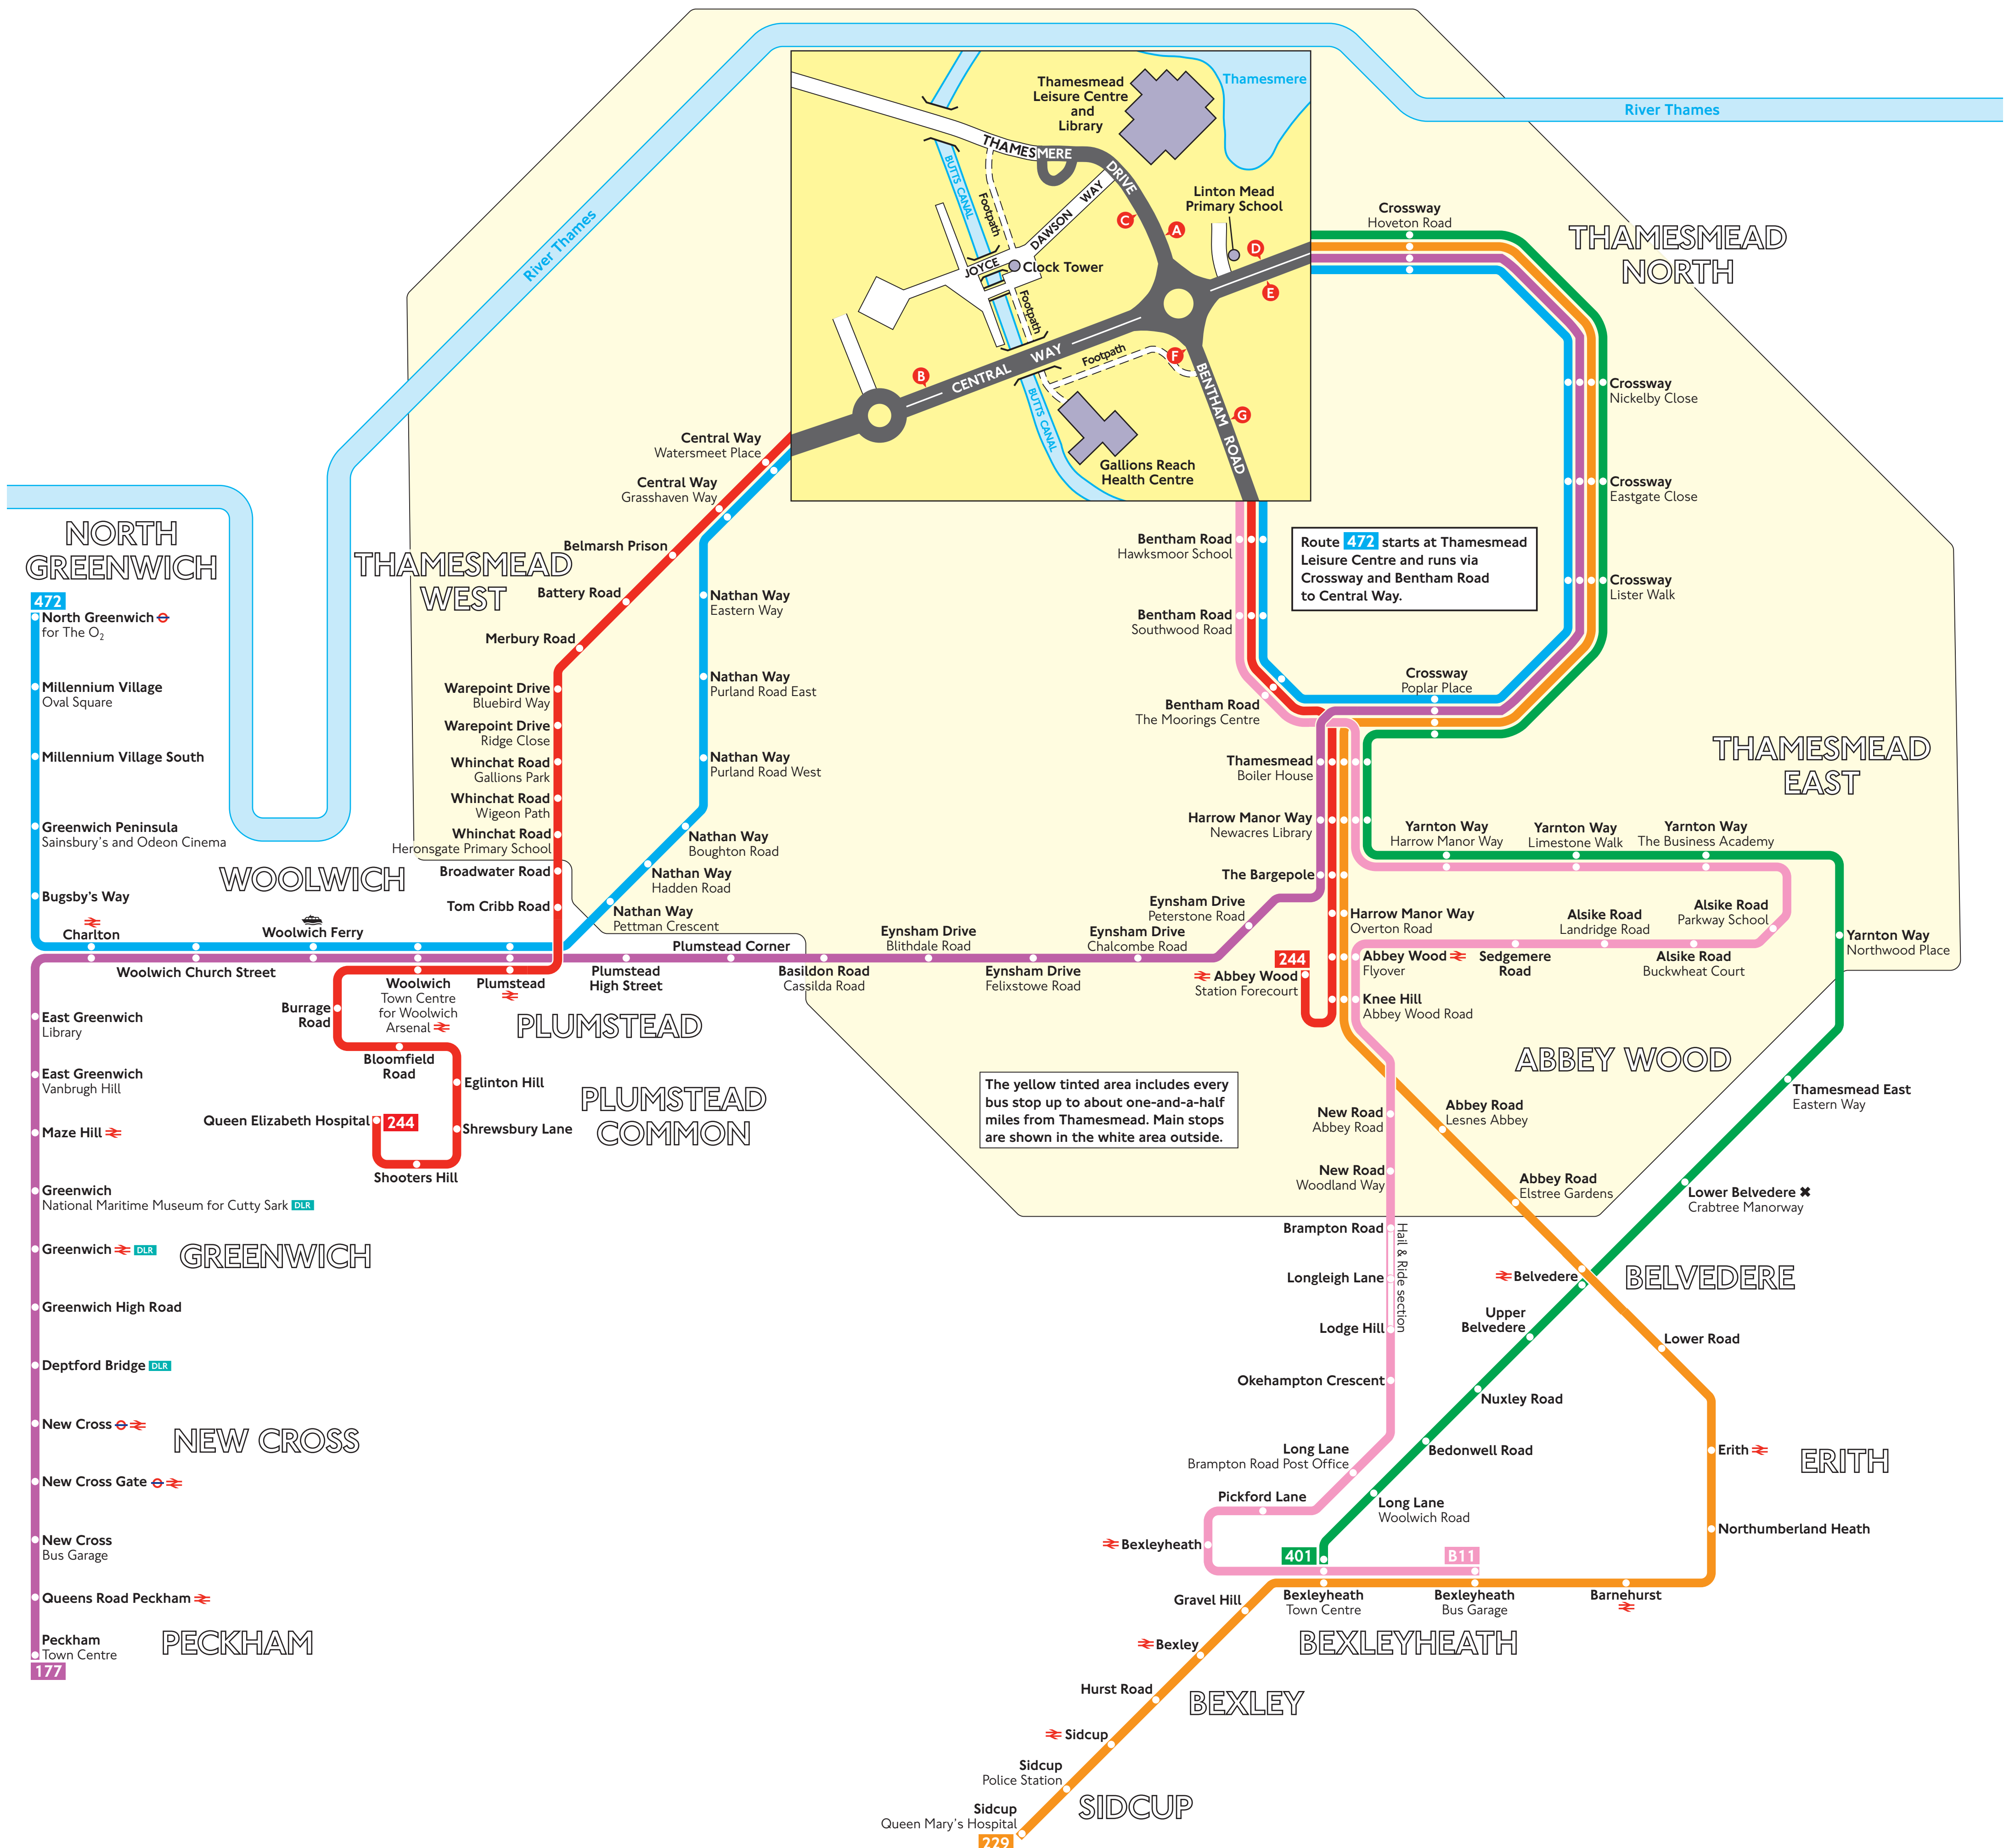 River Thames
River Thames
Thamesmere
Thamesmead
Leisure Centre
and
Library
THAMESMERE
DRIVE
BUTTS CANAL
Footpath
DAWSON WAY
JOYCE
Clock Tower
Linton Mead
Primary School
C
A
D
E
B
F
G
CENTRAL WAY
Footpath
Footpath
BENTHAM ROAD
BUTTS CANAL
Gallions Reach
Health Centre
Crossway
Hoveton Road
THAMESMEAD
NORTH
Crossway
Nickelby Close
Crossway
Eastgate Close
Crossway
Lister Walk
Crossway
Poplar Place
Route 472 starts at Thamesmead
Leisure Centre and runs via
Crossway and Bentham Road
to Central Way.
Bentham Road
Hawksmoor School
Bentham Road
Southwood Road
Bentham Road
The Moorings Centre
THAMESMEAD
EAST
Thamesmead
Boiler House
Harrow Manor Way
Newacres Library
The Bargepole
Yarnton Way
Harrow Manor Way
Yarnton Way
Limestone Walk
Yarnton Way
The Business Academy
Alsike Road
Parkway School
Alsike Road
Landridge Road
Alsike Road
Buckwheat Court
Sedgemere
Road
Yarnton Way
Northwood Place
Harrow Manor Way
Overton Road
Abbey Wood
Flyover
Knee Hill
Abbey Wood Road
244
Abbey Wood
Station Forecourt
ABBEY WOOD
Central Way
Watersmeet Place
Central Way
Grasshaven Way
Belmarsh Prison
Battery Road
Merbury Road
THAMESMEAD
WEST
Warepoint Drive
Bluebird Way
Warepoint Drive
Ridge Close
Whinchat Road
Gallions Park
Whinchat Road
Wigeon Path
Whinchat Road
Heronsgate Primary School
Broadwater Road
Tom Cribb Road
Nathan Way
Eastern Way
Nathan Way
Purland Road East
Nathan Way
Purland Road West
Nathan Way
Boughton Road
Nathan Way
Hadden Road
Nathan Way
Pettman Crescent
NORTH
GREENWICH
472
North Greenwich
for The O2
Millennium Village
Oval Square
Millennium Village South
Greenwich Peninsula
Sainsbury's and Odeon Cinema
Bugsby's Way
WOOLWICH
Charlton
Woolwich Ferry
Woolwich Church Street
Woolwich
Town Centre
for Woolwich
Arsenal
Plumstead
Plumstead
High Street
Plumstead Corner
Basildon Road
Cassilda Road
Eynsham Drive
Blithdale Road
Eynsham Drive
Felixstowe Road
Eynsham Drive
Chalcombe Road
Eynsham Drive
Peterstone Road
Burrage
Road
Bloomfield
Road
Eglinton Hill
Shrewsbury Lane
Shooters Hill
Queen Elizabeth Hospital
244
PLUMSTEAD
PLUMSTEAD
COMMON
The yellow tinted area includes every
bus stop up to about one-and-a-half
miles from Thamesmead. Main stops
are shown in the white area outside.
East Greenwich
Library
East Greenwich
Vanbrugh Hill
Maze Hill
Greenwich
National Maritime Museum for Cutty Sark DLR
Greenwich DLR
GREENWICH
Greenwich High Road
Deptford Bridge DLR
New Cross
NEW CROSS
New Cross Gate
New Cross
Bus Garage
Queens Road Peckham
Peckham
Town Centre
PECKHAM
177
New Road
Abbey Road
New Road
Woodland Way
Brampton Road
Hail & Ride section
Longleigh Lane
Lodge Hill
Okehampton Crescent
Long Lane
Brampton Road Post Office
Pickford Lane
Bexleyheath
Abbey Road
Lesnes Abbey
Abbey Road
Elstree Gardens
Thamesmead East
Eastern Way
Lower Belvedere
Crabtree Manorway
Belvedere
BELVEDERE
Upper
Belvedere
Lower Road
Nuxley Road
Bedonwell Road
Long Lane
Woolwich Road
Erith
ERITH
Northumberland Heath
401
B11
Bexleyheath
Town Centre
Bexleyheath
Bus Garage
Barnehurst
BEXLEYHEATH
Gravel Hill
Bexley
Hurst Road
BEXLEY
Sidcup
Sidcup
Police Station
Sidcup
Queen Mary's Hospital
SIDCUP
229